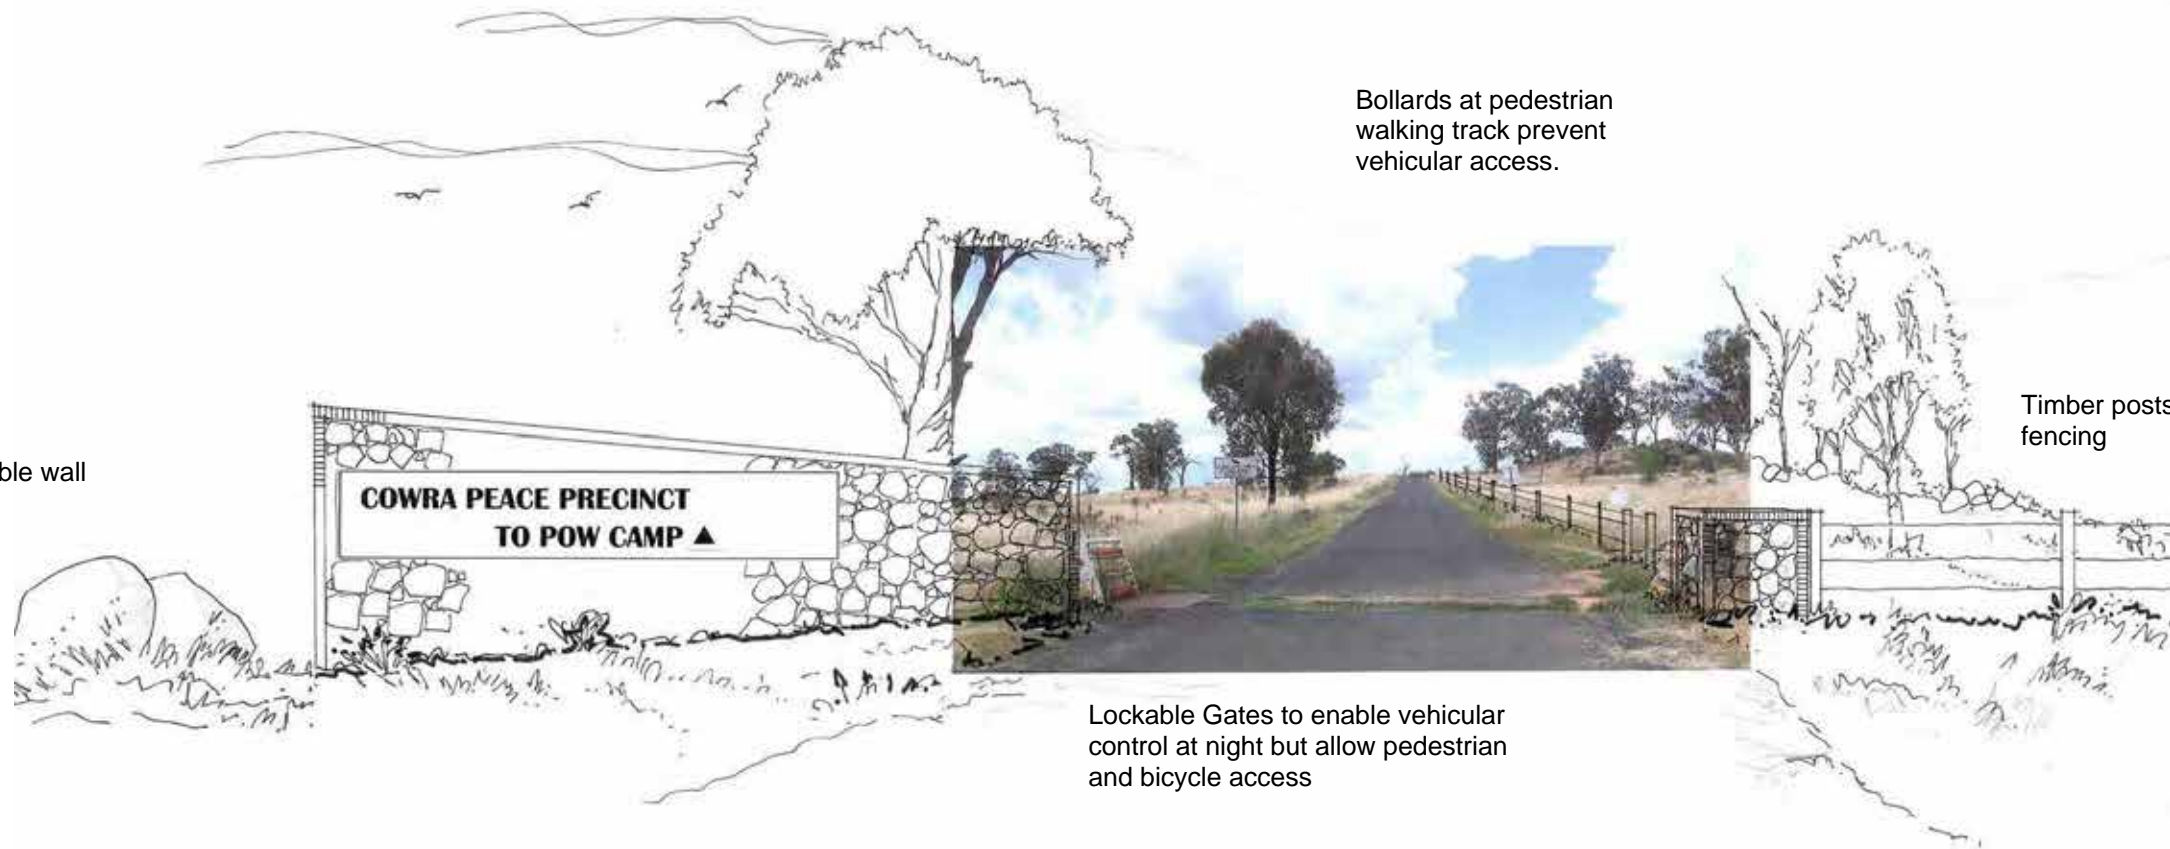 Bollards at pedestrian
walking track prevent
vehicular access.
Timber posts
fencing
wall
COWRA PEACE PRECINCT
TO POW CAMP ▲
Lockable Gates to enable vehicular
control at night but allow pedestrian
and bicycle access